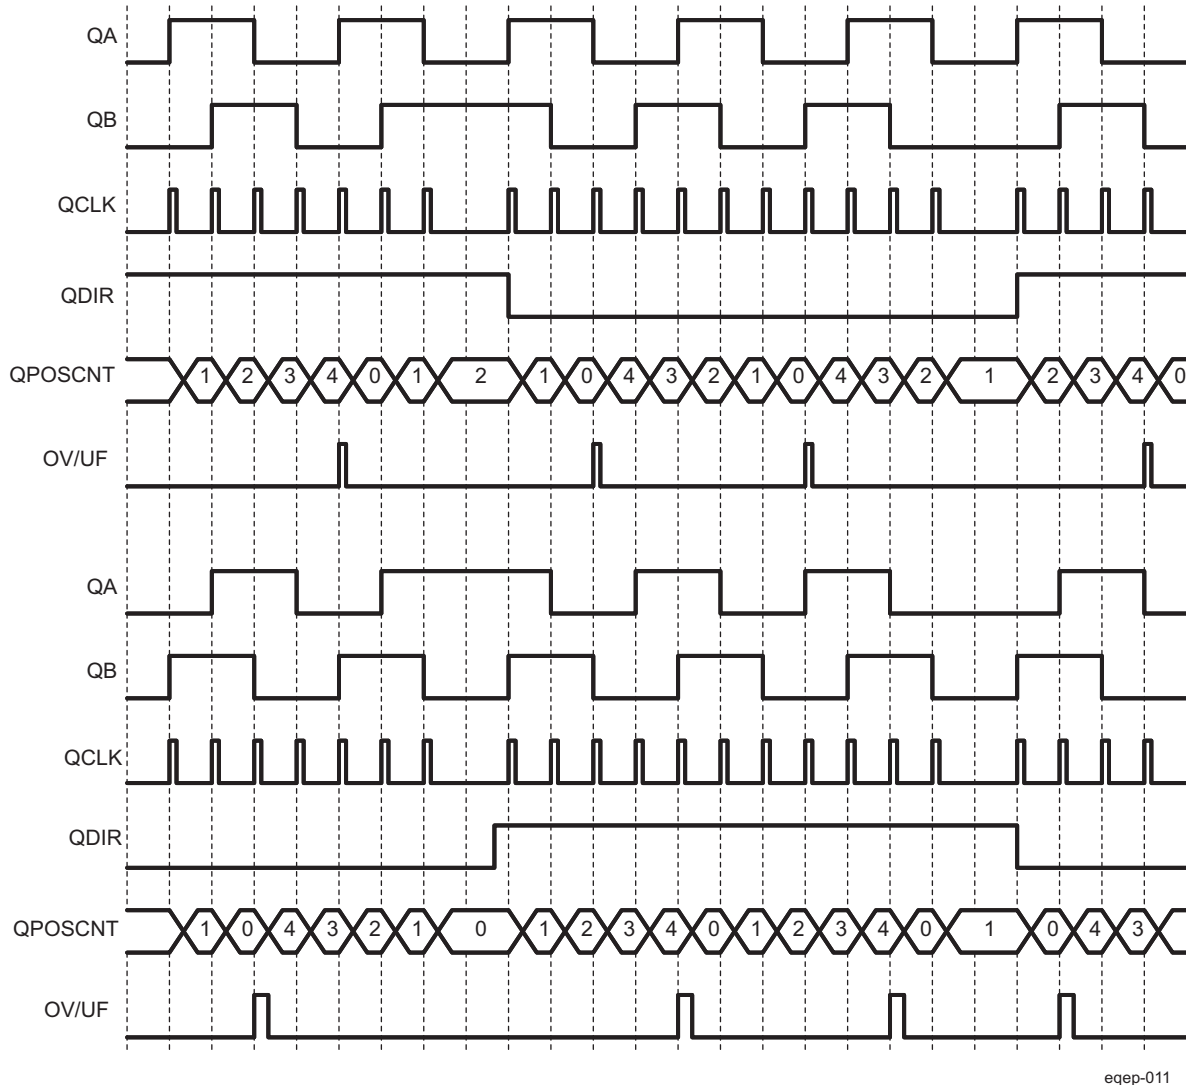 QA
QB
QCLK
QDIR
QPOSCNT 1 2 3 4 0 1 2 1 0 4 3 2 1 0 4 3 2 1 2 3 4 0
OV/UF
QA
QB
QCLK
QDIR
QPOSCNT 1 0 4 3 2 1 0 1 2 3 4 0 1 2 3 4 0 1 0 4 3
OV/UF
eqep-011